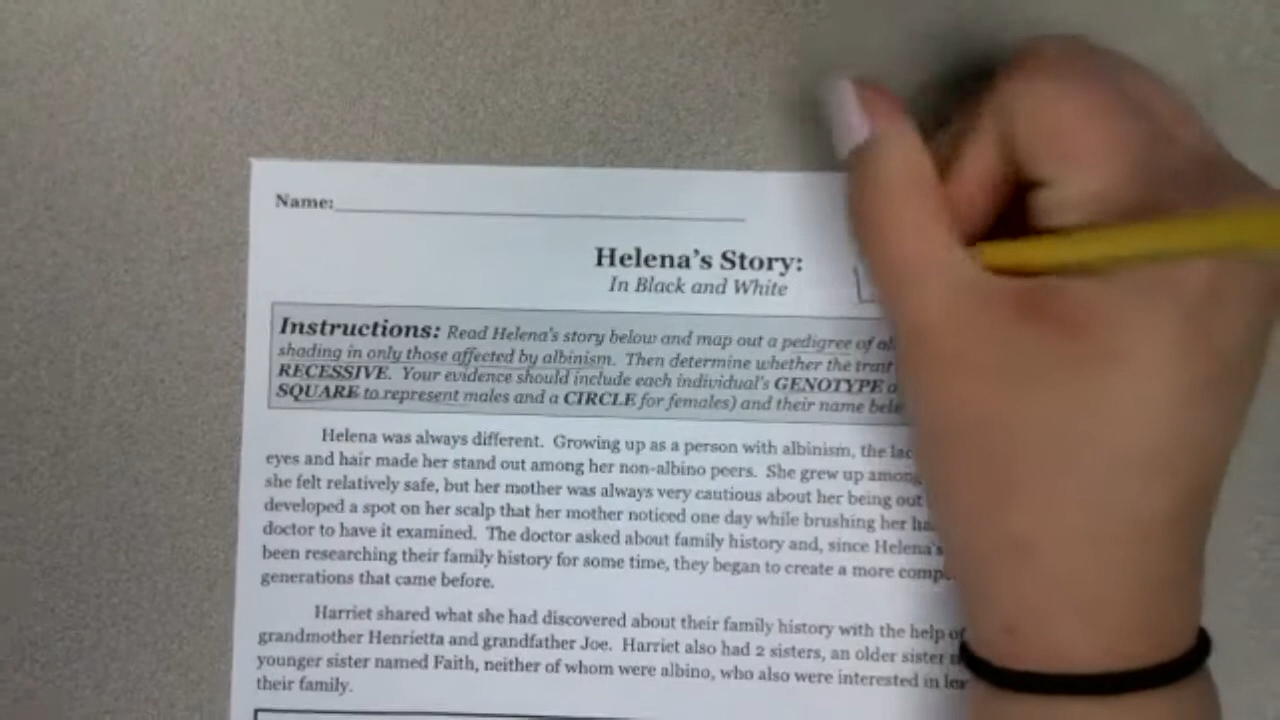 Name:
Helena's Story:
In Black and White
Instructions: Read Helena's story below and map out a pedigree of
shading in only those affected by albinism. Then determine whether the trait
RECESSIVE. Your evidence should include each individual's GENOTYPE
SQUARE to represent males and a CIRCLE for females) and their name
Helena was always different. Growing up as a person with albinism, the
eyes and hair made her stand out among her non-albino peers. She grew up
she felt relatively safe, but her mother was always very cautious about her being out
developed a spot on her scalp that her mother noticed one day while brushing her
doctor to have it examined. The doctor asked about family history and, since Helena's
been researching their family history for some time, they began to create a more
generations that came before.
Harriet shared what she had discovered about their family history with the help of
grandmother Henrietta and grandfather Joe. Harriet also had 2 sisters, an older sister
younger sister named Faith, neither of whom were albino, who also were interested in
their family.